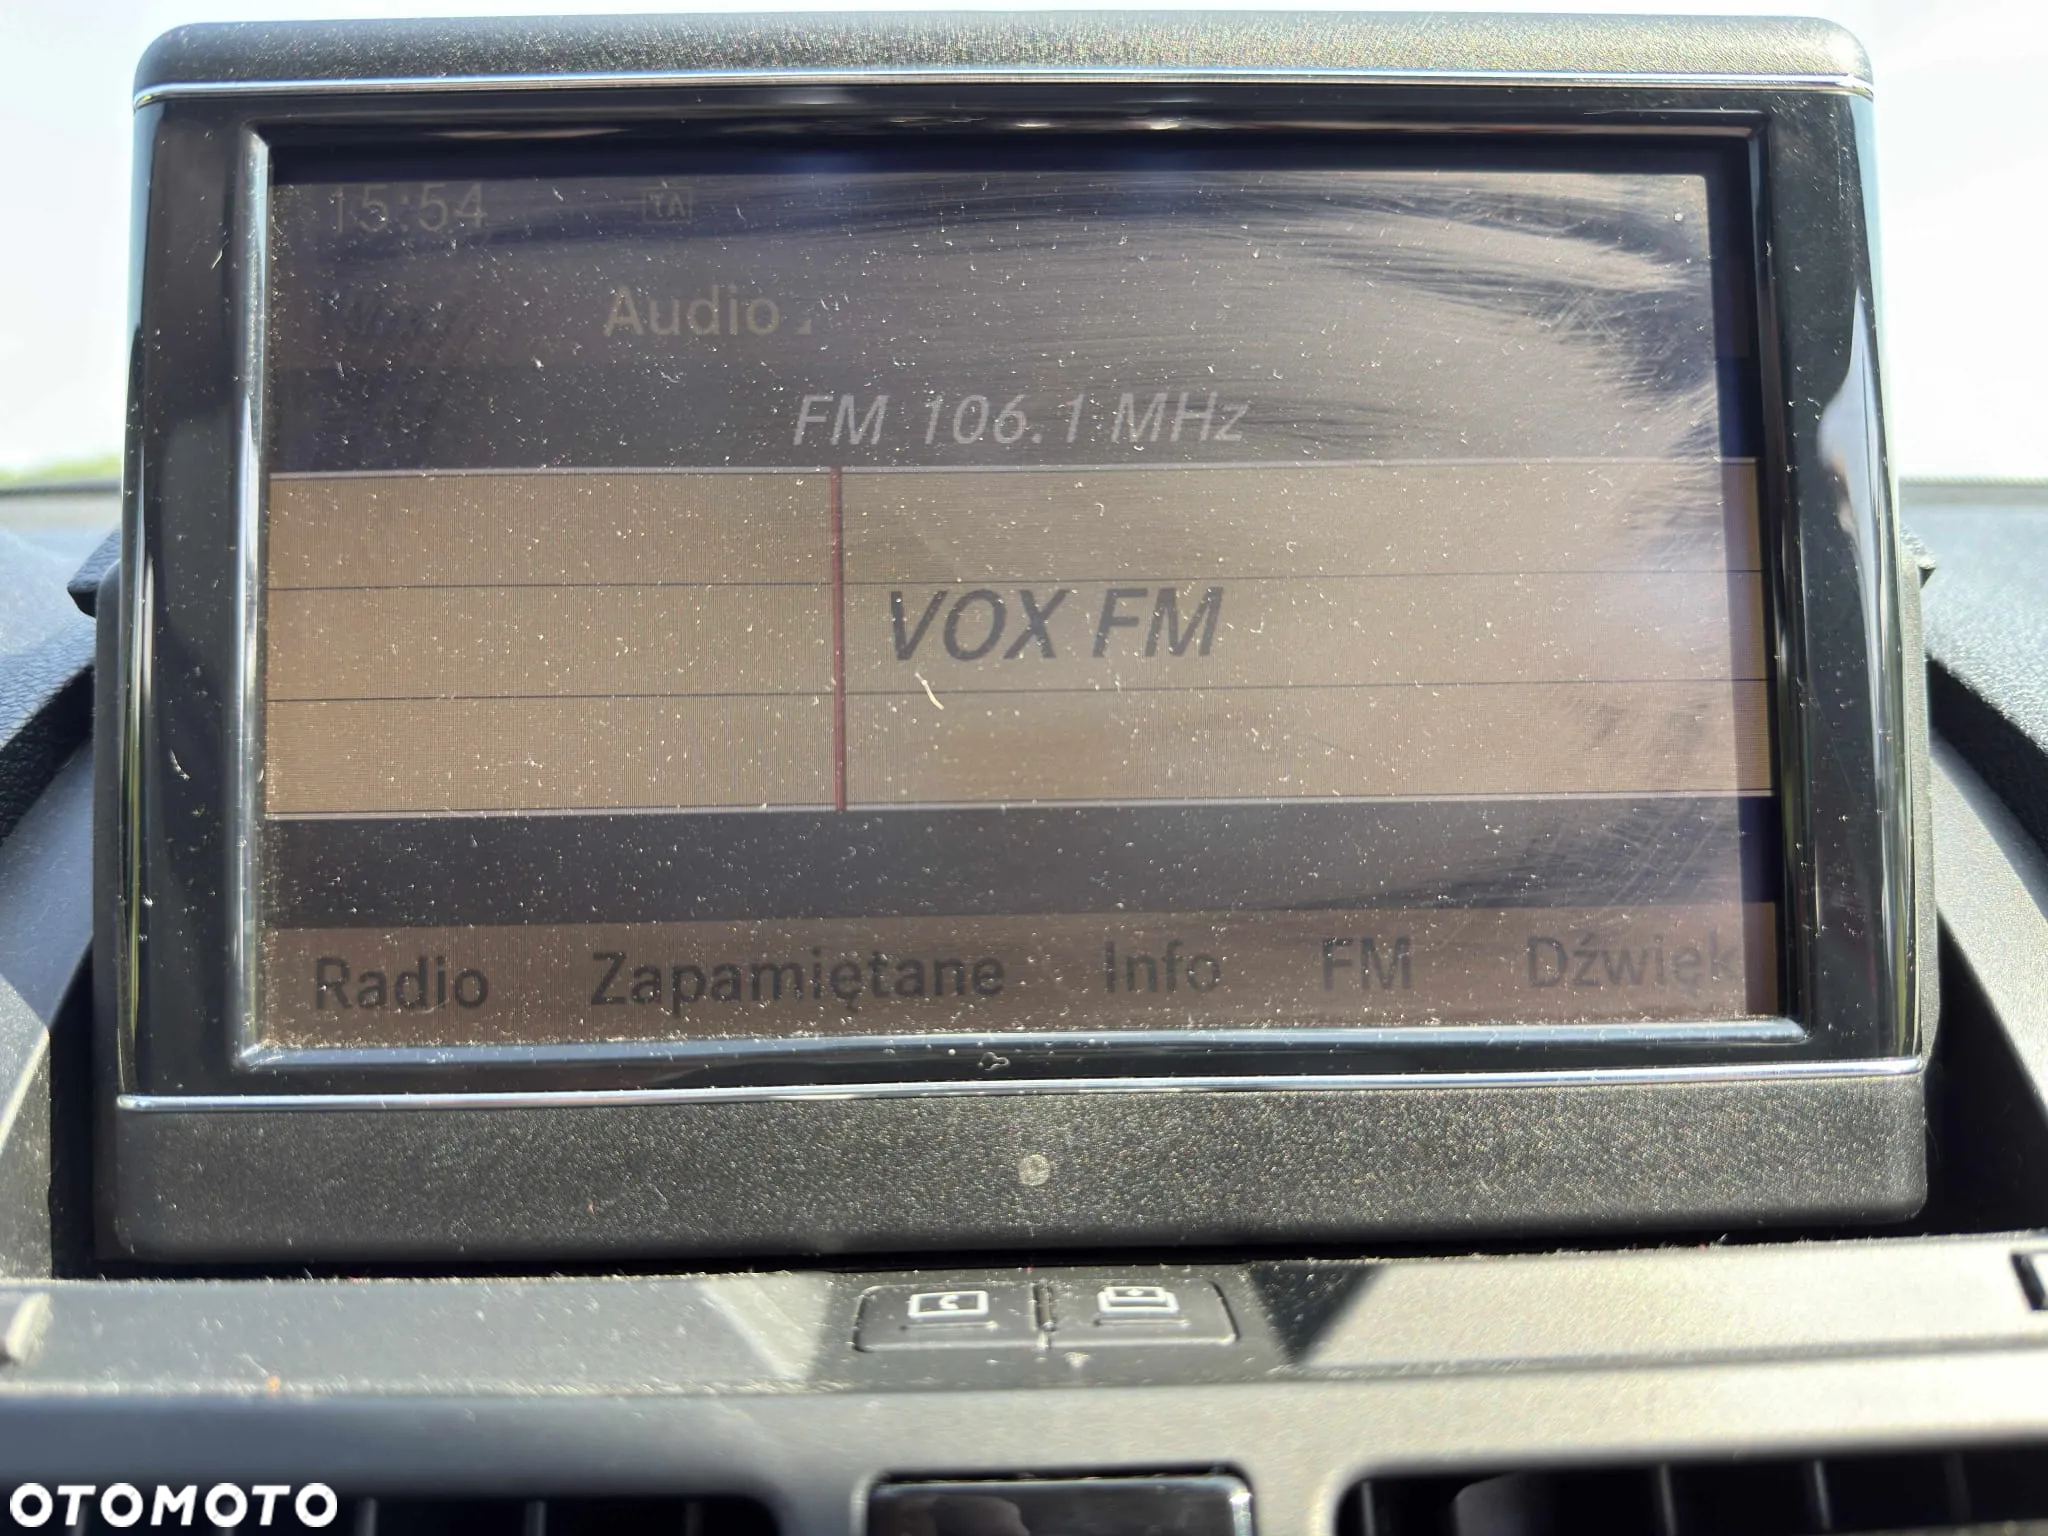 15:54 TA
Audio
FM 106.1 MHz
VOX FM
Radio Zapamiętane Info FM Dźwięk
OTOMOTO